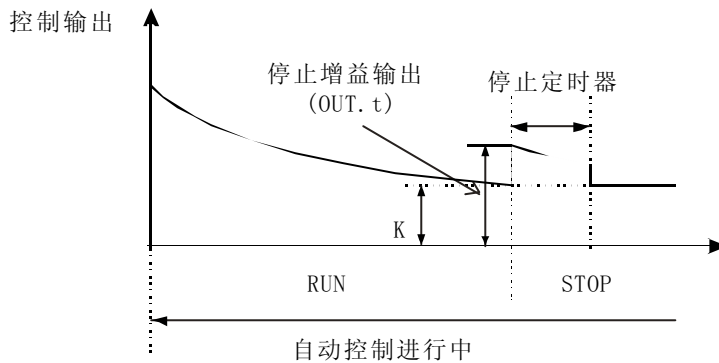 控制输出
停止增益输出
(OUT.t)
停止定时器
K
RUN
STOP
自动控制进行中